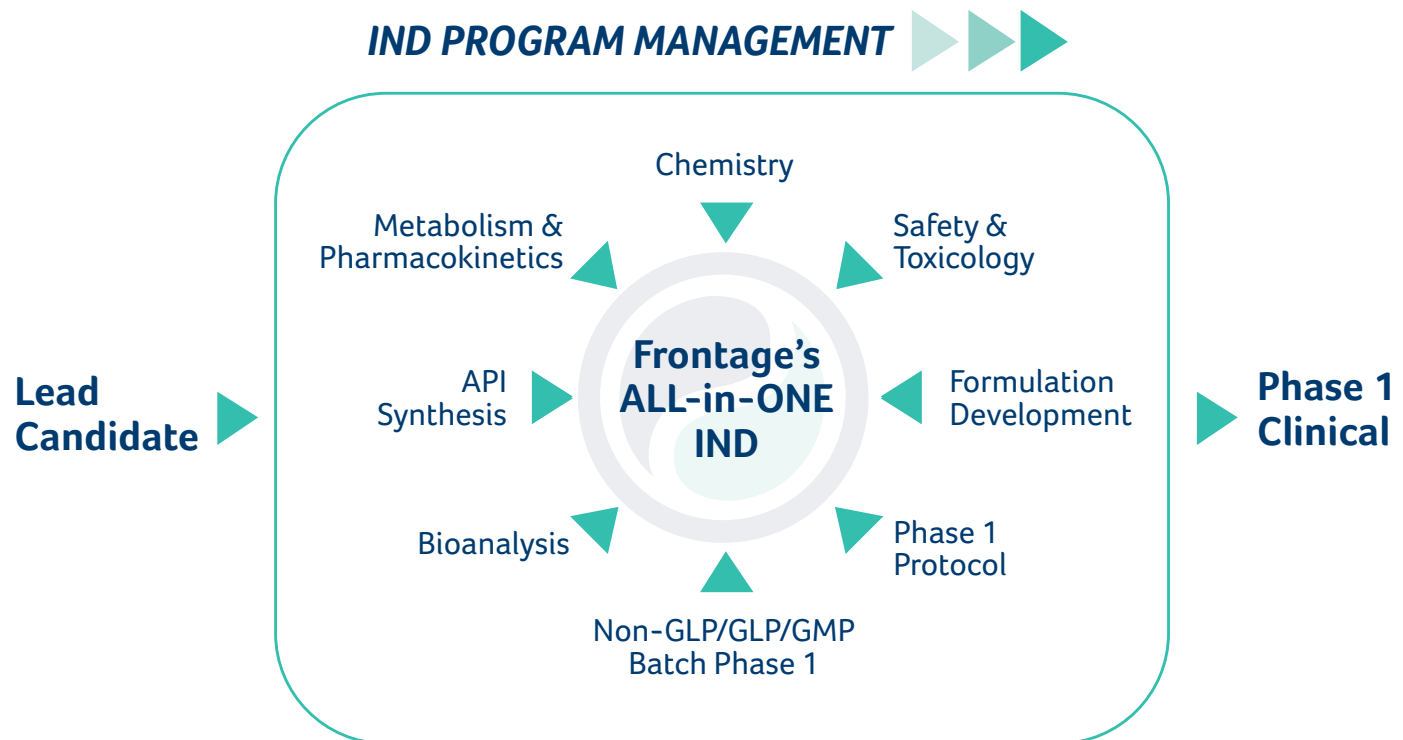 IND PROGRAM MANAGEMENT
Chemistry
Metabolism &
Pharmacokinetics
Safety &
Toxicology
Lead
Candidate
API
Synthesis
Frontage’s
ALL-in-ONE
IND
Formulation
Development
Phase 1
Clinical
Bioanalysis
Phase 1
Protocol
Non-GLP/GLP/GMP
Batch Phase 1